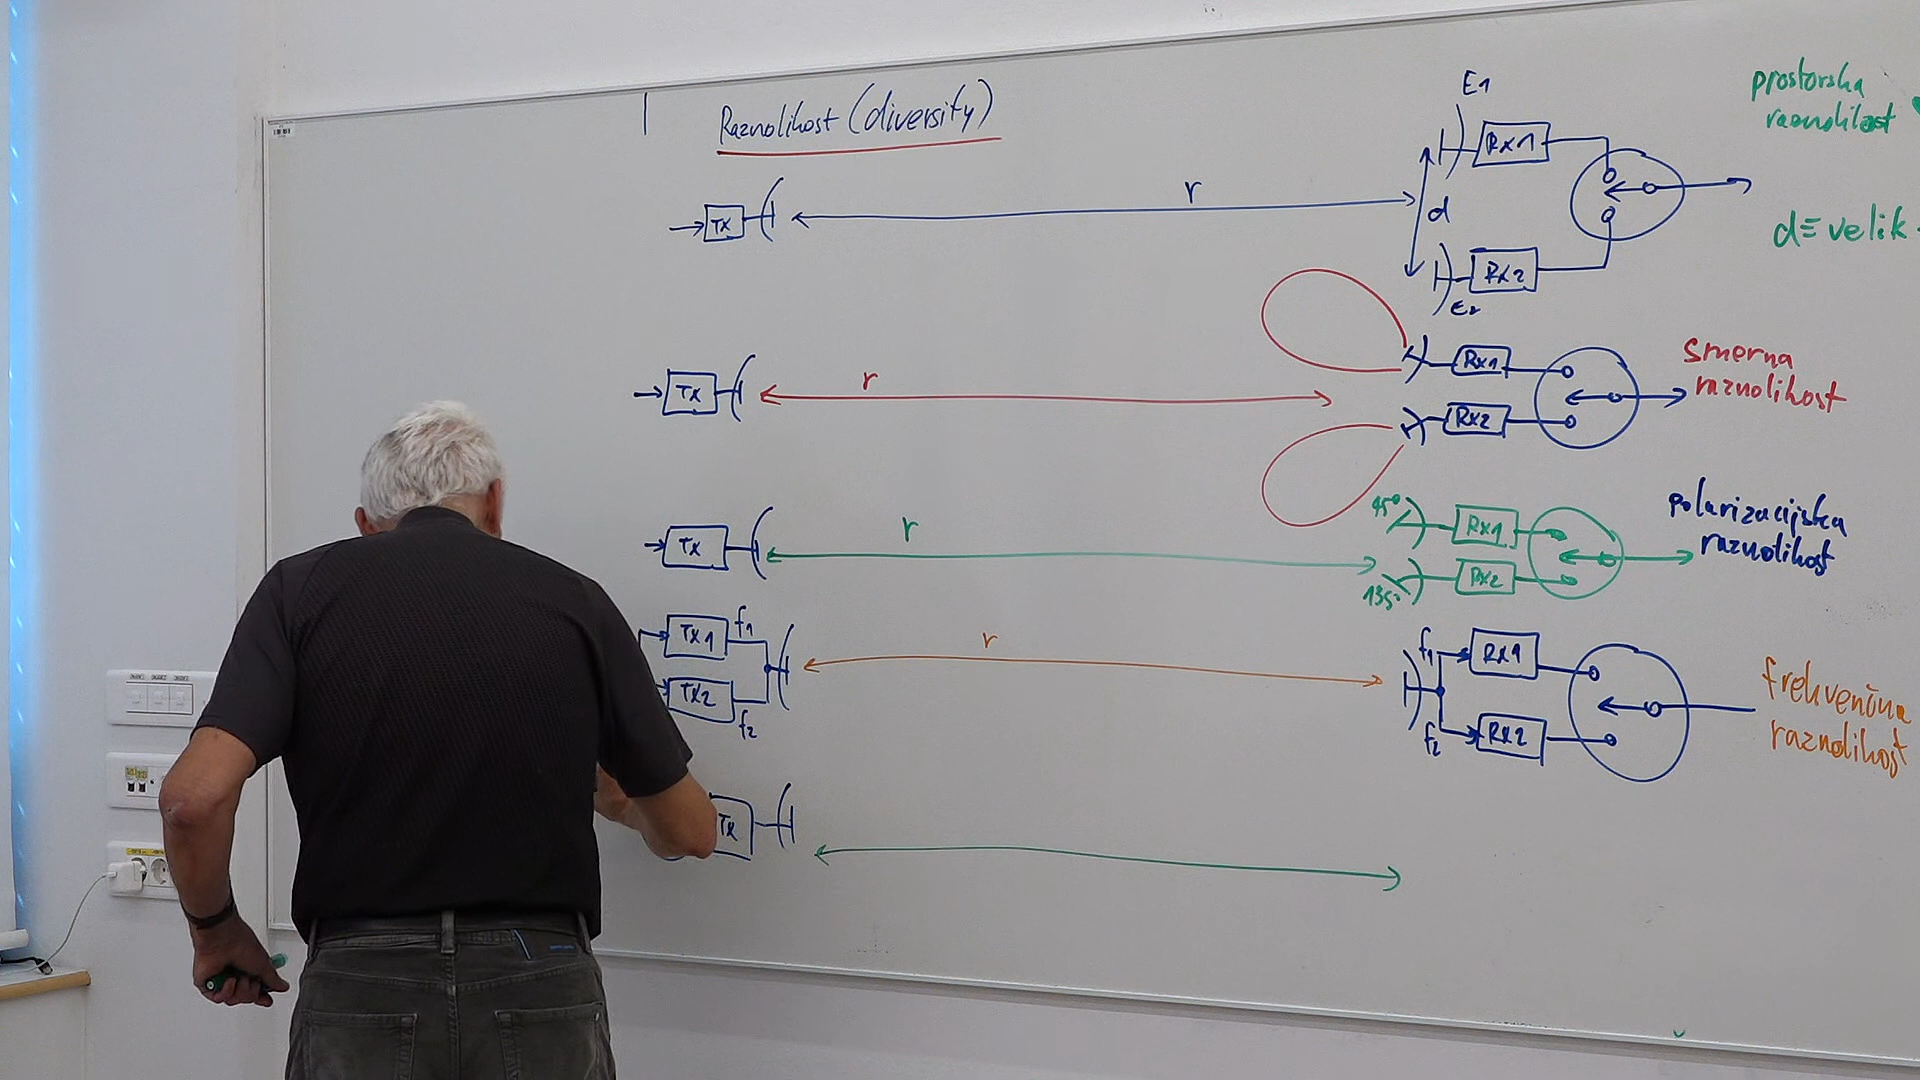 Raznolikost (diversity)
E1
prostorska
raznolikost
Rx1
r
d
TX
d≡velik
Rx2
E2
Rx1
smerna
raznolikost
r
TX
Rx2
45°
Rx1
polarizacijska
raznolikost
r
TX
135°
Rx2
TX1
f1
r
f1
RX1
frekvenčna
raznolikost
TX2
f2
f2
RX2
TX